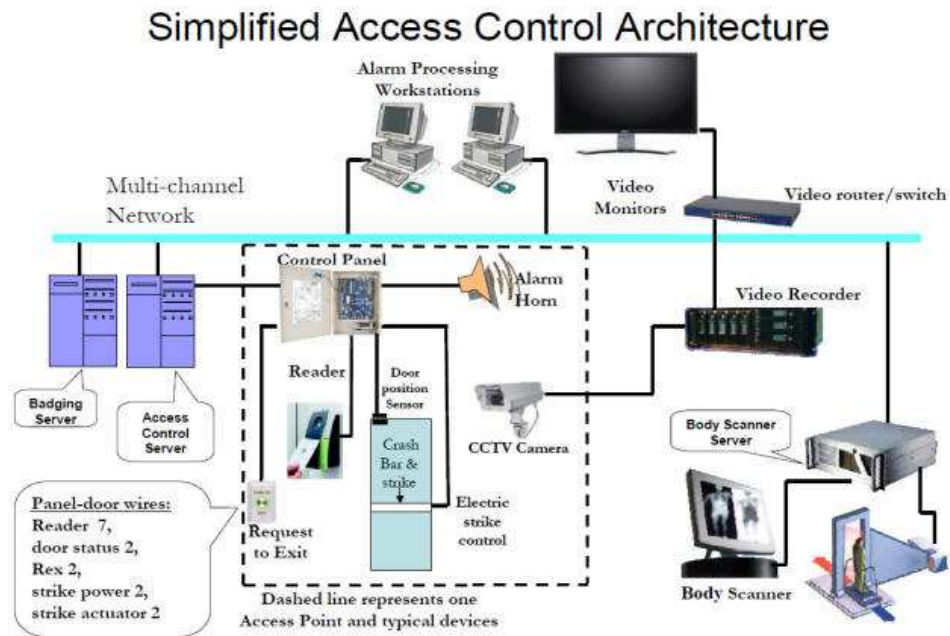 Simplified Access Control Architecture
Alarm Processing
Workstations
Multi-channel
Network
Video
Monitors
Video router/switch
Control Panel
Alarm
Horn
Video Recorder
Reader
Door
position
Sensor
Badging
Server
Access
Control
Server
CCTV Camera
Body Scanner
Server
Crash
Bar &
strike
Panel-door wires:
Reader 7,
door status 2,
Rex 2,
strike power 2,
strike actuator 2
Request
to Exit
Electric
strike
control
Body Scanner
Dashed line represents one
Access Point and typical devices